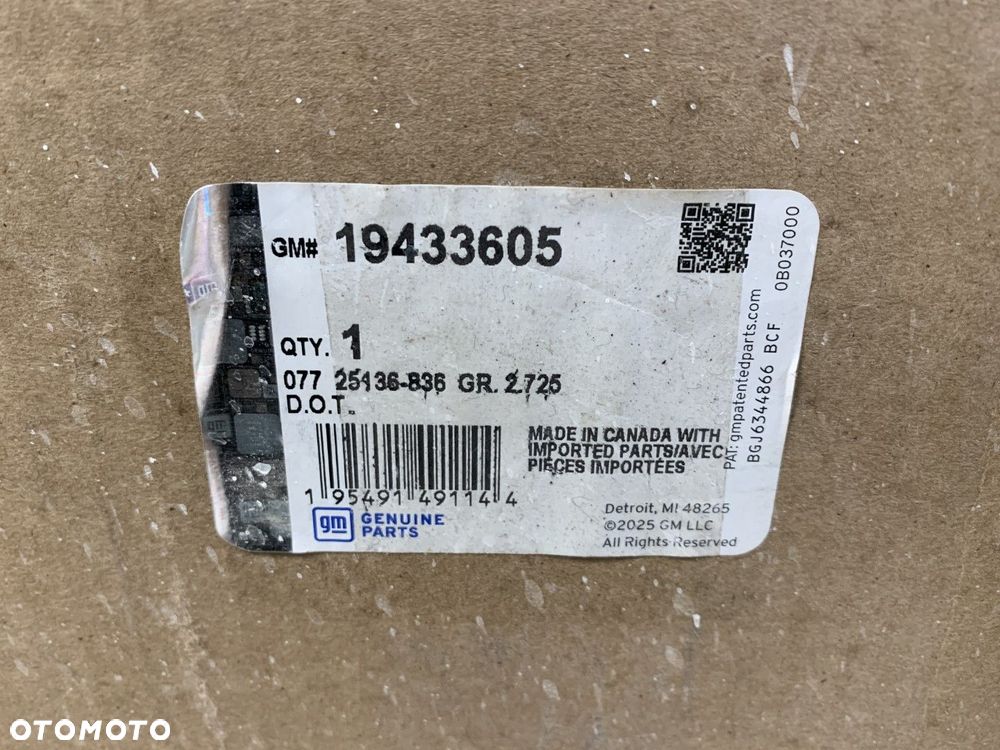 GM# 19433605
QTY. 1
077 25136-836 GR. 2.725
D.O.T.
MADE IN CANADA WITH
IMPORTED PARTS/AVEC
PIÈCES IMPORTÉES
1 95491 49114 4
gm GENUINE
PARTS
Detroit, MI 48265
©2025 GM LLC
All Rights Reserved
PAT: gmpatentedparts.com
BGJ6344866 BCF
0B037000
OTOMOTO